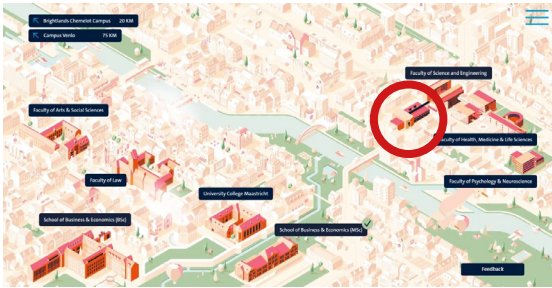 Brightlands Chemelot Campus 20 KM
Campus Venlo 75 KM
Faculty of Science and Engineering
Faculty of Arts & Social Sciences
Faculty of Health, Medicine & Life Sciences
Faculty of Law
Faculty of Psychology & Neuroscience
University College Maastricht
School of Business & Economics (BSc)
School of Business & Economics (MSc)
Feedback